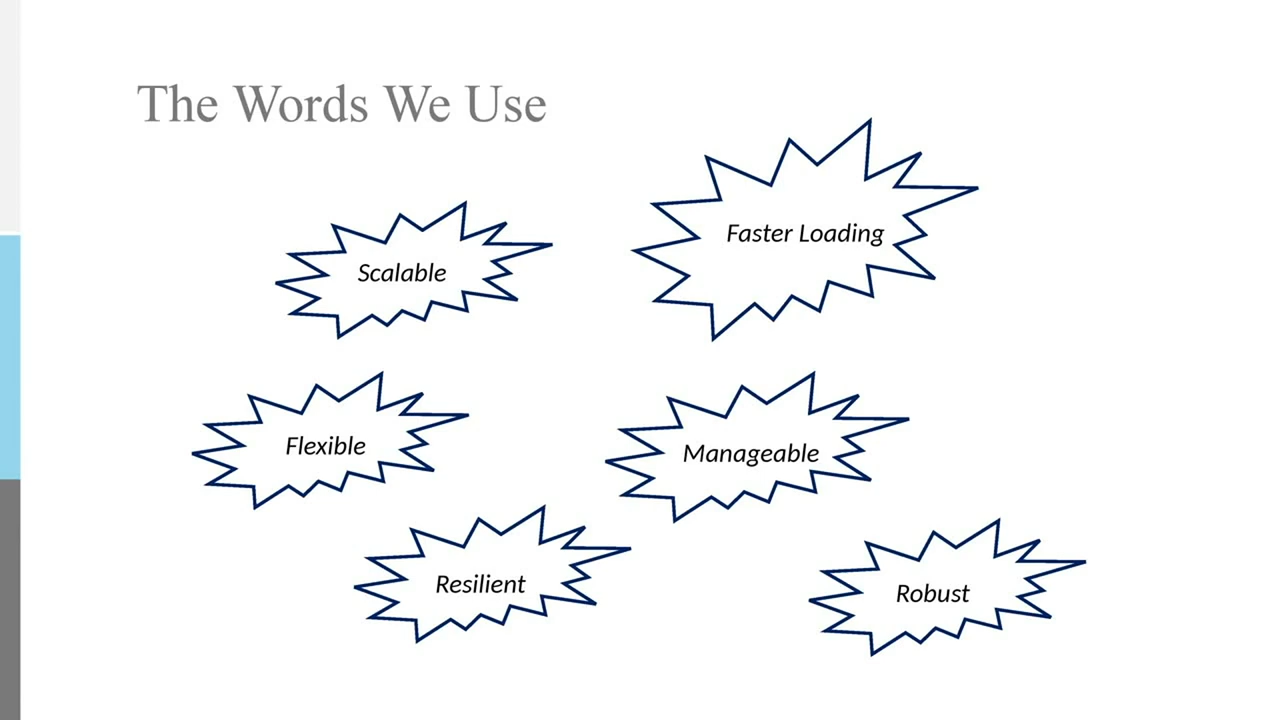 The Words We Use
Faster Loading
Scalable
Flexible
Manageable
Resilient
Robust